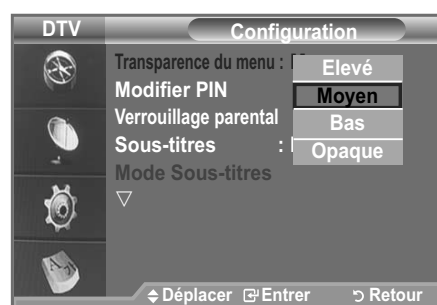 DTV
Configuration
Transparence du menu :
Elevé
Modifier PIN
Moyen
Verrouillage parental
Bas
Sous-titres :
Opaque
Mode Sous-titres
▽
Déplacer Entrer Retour